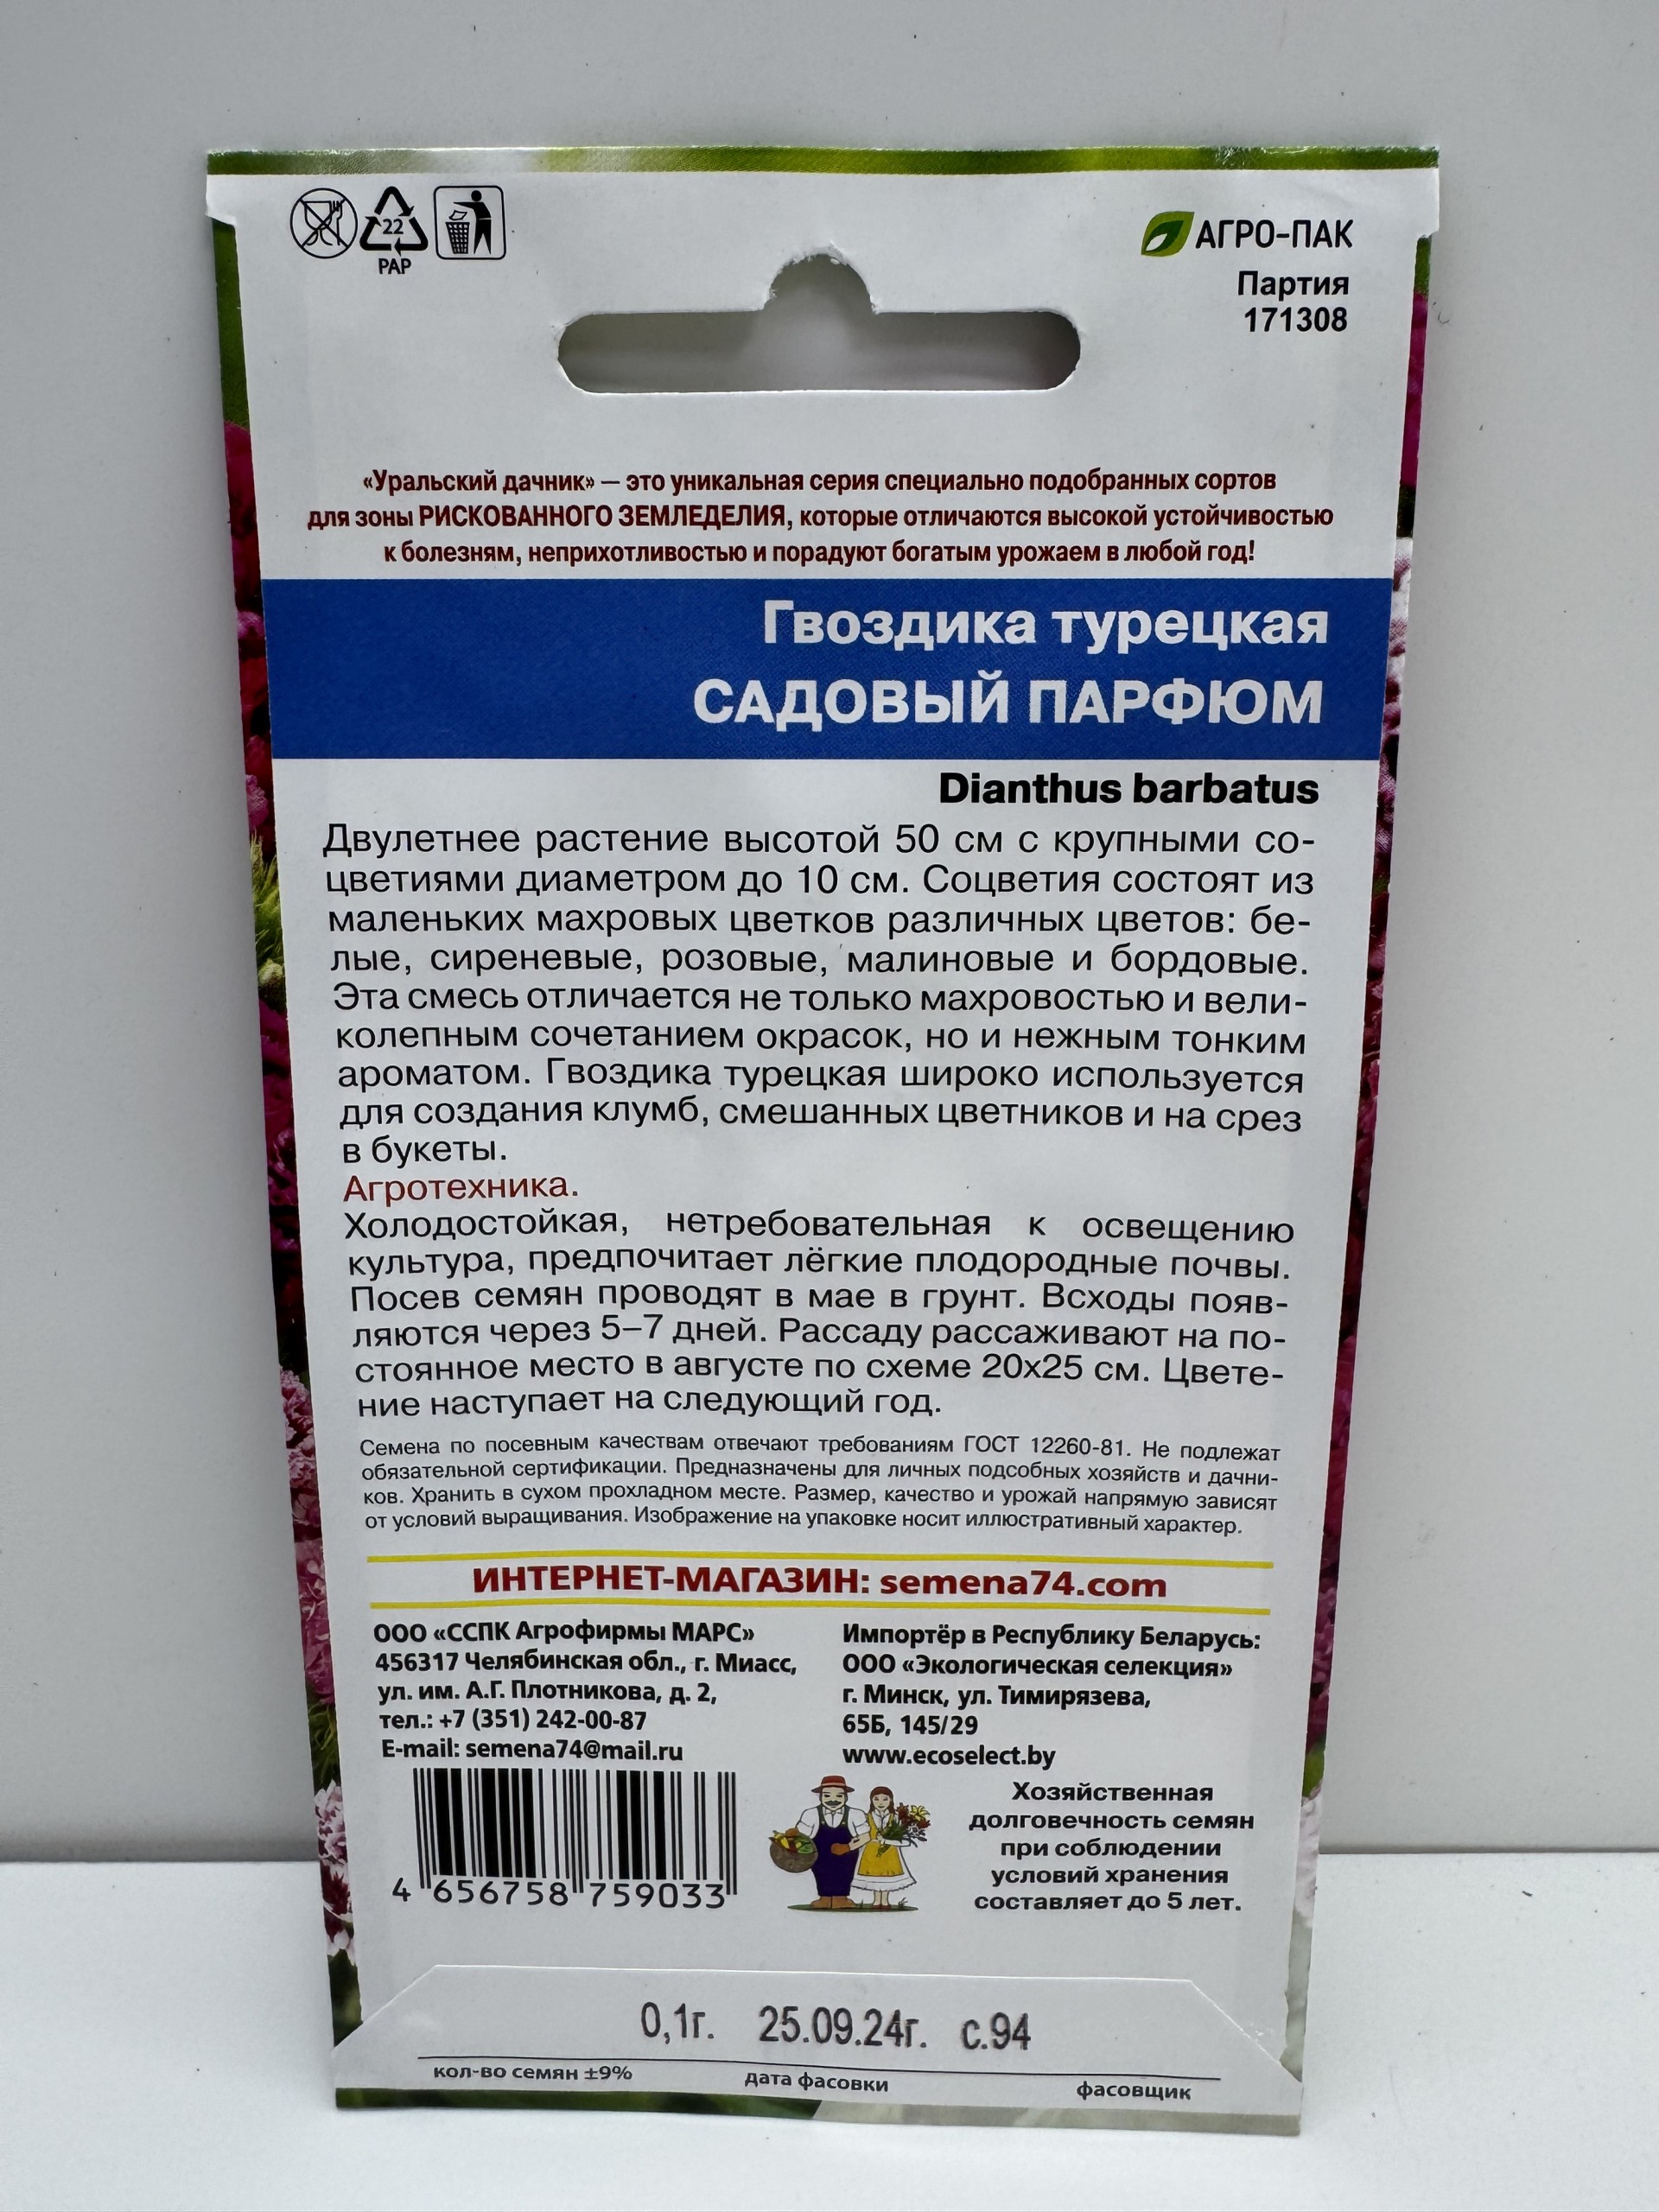 22
PAP
АГРО-ПАК
Партия
171308
«Уральский дачник» — это уникальная серия специально подобранных сортов
для зоны РИСКОВАННОГО ЗЕМЛЕДЕЛИЯ, которые отличаются высокой устойчивостью
к болезням, неприхотливостью и порадуют богатым урожаем в любой год!
Гвоздика турецкая
САДОВЫЙ ПАРФЮМ
Dianthus barbatus
Двулетнее растение высотой 50 см с крупными со-
цветиями диаметром до 10 см. Соцветия состоят из
маленьких махровых цветков различных цветов: бе-
лые, сиреневые, розовые, малиновые и бордовые.
Эта смесь отличается не только махровостью и вели-
колепным сочетанием окрасок, но и нежным тонким
ароматом. Гвоздика турецкая широко используется
для создания клумб, смешанных цветников и на срез
в букеты.
Агротехника.
Холодостойкая, нетребовательная к освещению
культура, предпочитает лёгкие плодородные почвы.
Посев семян проводят в мае в грунт. Всходы появ-
ляются через 5–7 дней. Рассаду рассаживают на по-
стоянное место в августе по схеме 20х25 см. Цвете-
ние наступает на следующий год.
Семена по посевным качествам отвечают требованиям ГОСТ 12260-81. Не подлежат
обязательной сертификации. Предназначены для личных подсобных хозяйств и дачни-
ков. Хранить в сухом прохладном месте. Размер, качество и урожай напрямую зависят
от условий выращивания. Изображение на упаковке носит иллюстративный характер.
ИНТЕРНЕТ-МАГАЗИН: semena74.com
ООО «ССПК Агрофирмы МАРС»
456317 Челябинская обл., г. Миасс,
ул. им. А.Г. Плотникова, д. 2,
тел.: +7 (351) 242-00-87
E-mail: semena74@mail.ru
Импортёр в Республику Беларусь:
ООО «Экологическая селекция»
г. Минск, ул. Тимирязева,
65Б, 145/29
www.ecoselect.by
4 656758 759033
Хозяйственная
долговечность семян
при соблюдении
условий хранения
составляет до 5 лет.
0,1г. 25.09.24г. с.94
кол-во семян ±9% дата фасовки фасовщик